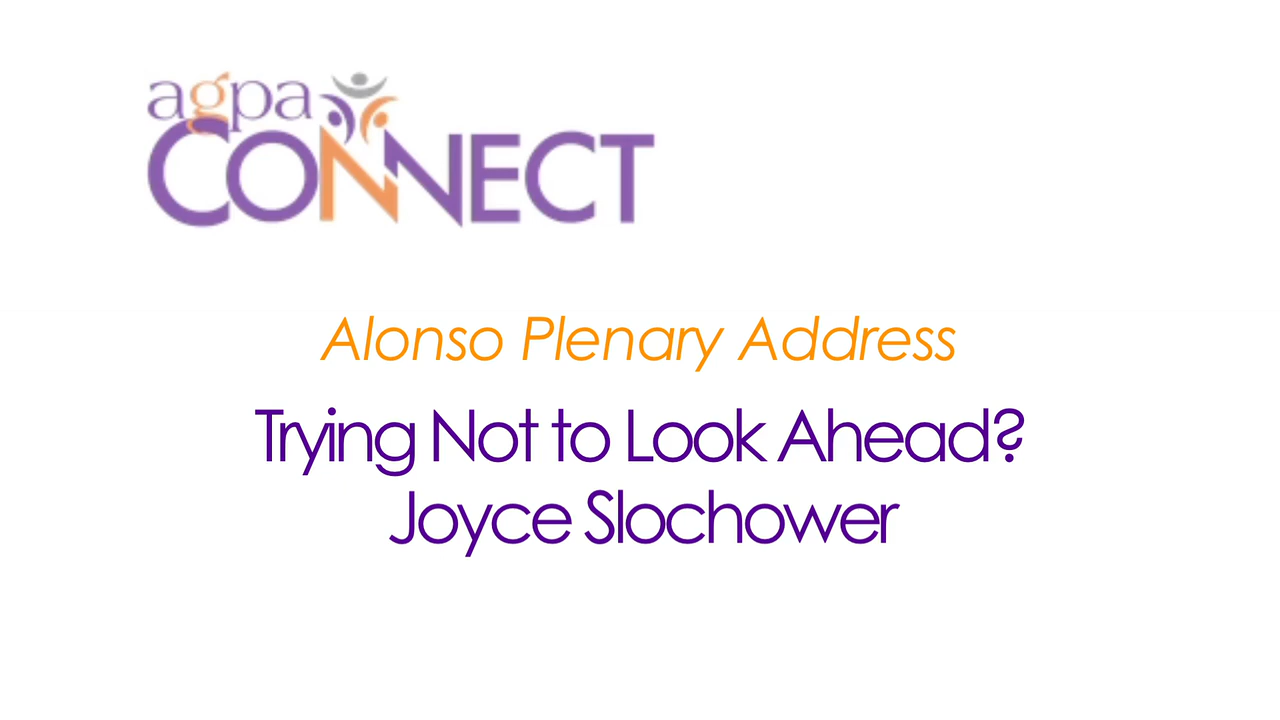 agpa
CONNECT
Alonso Plenary Address
Trying Not to Look Ahead?
Joyce Slochower